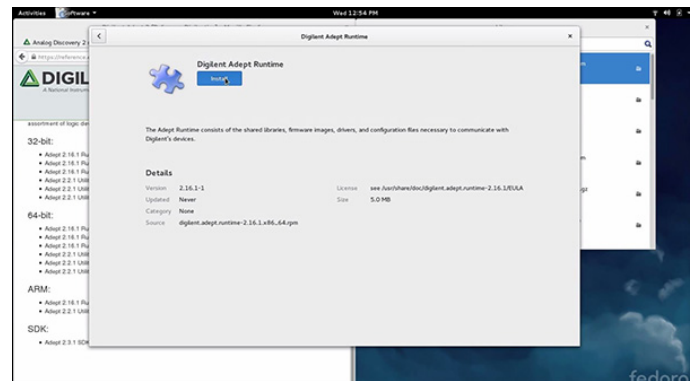 Activities
Software
Wed 12:54 PM
Digilent Adept Runtime
Analog Discovery 2
https://reference.a
DIGIL
A National Instrum
assortment of logic de
32-bit:
Adept 2.16.1 Ru
Adept 2.16.1 Ru
Adept 2.16.1 Ru
Adept 2.2.1 Utili
Adept 2.2.1 Utili
Adept 2.2.1 Utili
64-bit:
Adept 2.16.1 Ru
Adept 2.16.1 Ru
Adept 2.16.1 Ru
Adept 2.2.1 Utili
Adept 2.2.1 Utili
Adept 2.2.1 Utili
ARM:
Adept 2.16.1 Ru
Adept 2.2.1 Utili
SDK:
Adept 2.3.1 SDK
Digilent Adept Runtime
Install
The Adept Runtime consists of the shared libraries, firmware images, drivers, and configuration files necessary to communicate with
Digilent's devices.
Details
Version 2.16.1-1 License see /usr/share/doc/digilent.adept.runtime-2.16.1/EULA
Updated Never Size 5.0 MB
Category None
Source digilent.adept.runtime-2.16.1.x86_64.rpm
fedora